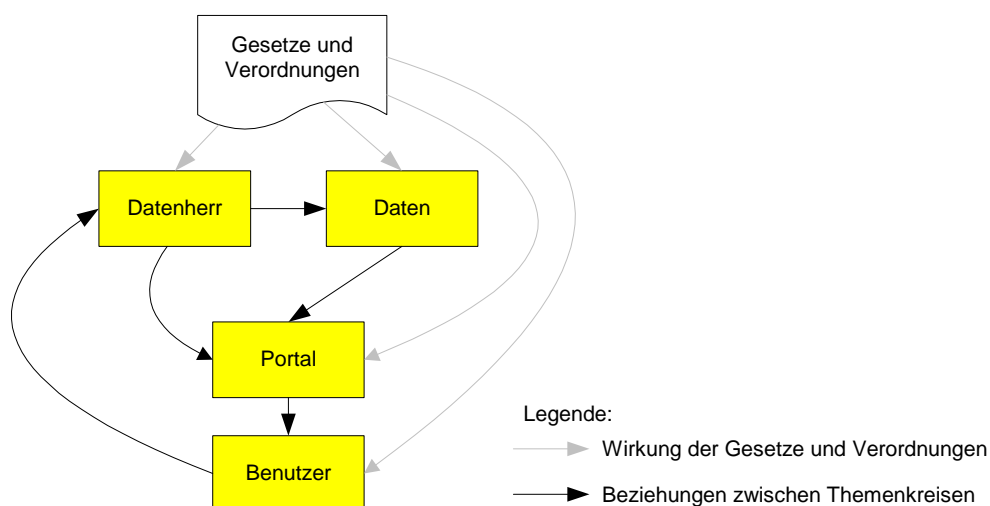 Gesetze und
Verordnungen
Datenherr
Daten
Portal
Benutzer
Legende:
Wirkung der Gesetze und Verordnungen
Beziehungen zwischen Themenkreisen